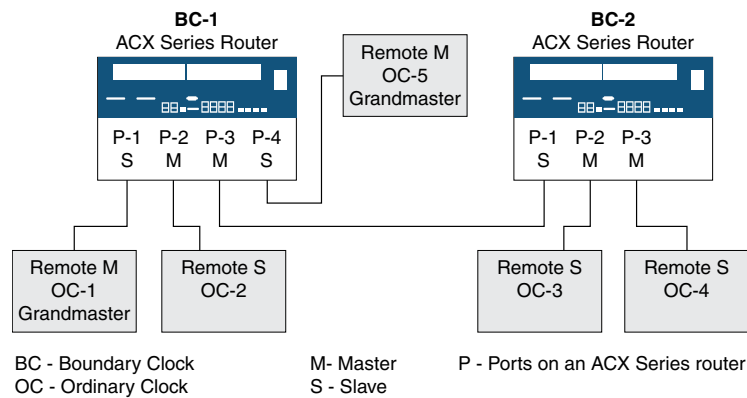 BC-1
ACX Series Router
BC-2
ACX Series Router
Remote M
OC-5
Grandmaster
P-1 P-2 P-3 P-4
S M M S
P-1 P-2 P-3
S M M
Remote M
OC-1
Grandmaster
Remote S
OC-2
Remote S
OC-3
Remote S
OC-4
BC - Boundary Clock
OC - Ordinary Clock
M- Master
S - Slave
P - Ports on an ACX Series router